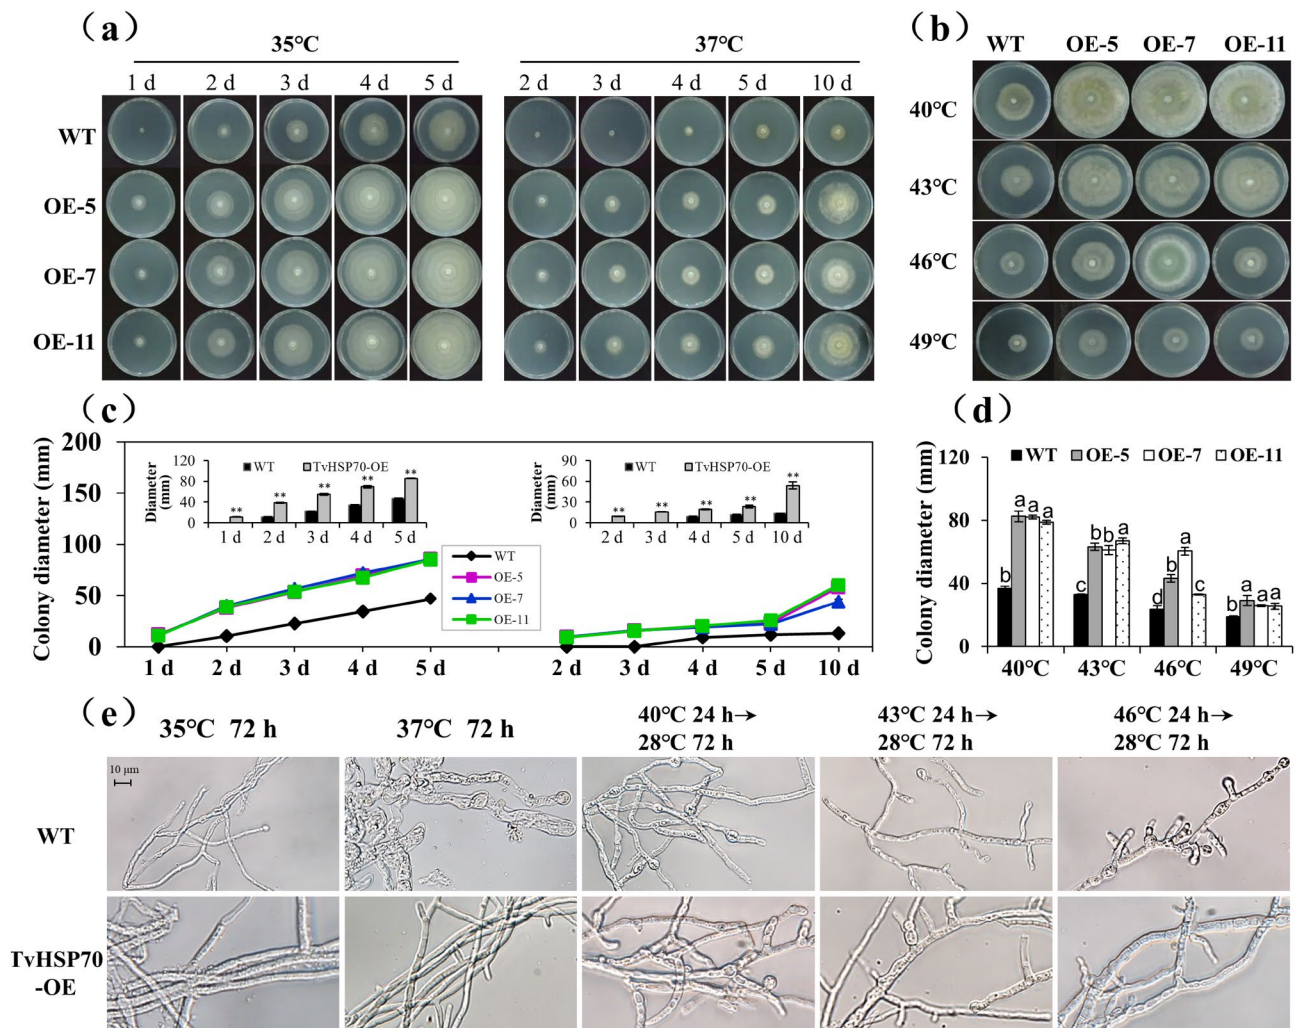 (a)
35°C
37°C
1 d 2 d 3 d 4 d 5 d
2 d 3 d 4 d 5 d 10 d
WT
OE-5
OE-7
OE-11
(b)
WT OE-5 OE-7 OE-11
40°C
43°C
46°C
49°C
(c)
Colony diameter (mm)
200
150
100
50
0
Diameter (mm)
120
80
40
0
WT TvHSP70-OE
** ** ** ** **
1 d 2 d 3 d 4 d 5 d
Diameter (mm)
90
60
30
0
WT TvHSP70-OE
** ** ** ** **
2 d 3 d 4 d 5 d 10 d
WT
OE-5
OE-7
OE-11
1 d 2 d 3 d 4 d 5 d 2 d 3 d 4 d 5 d 10 d
(d)
Colony diameter (mm)
120
80
40
0
WT OE-5 OE-7 OE-11
b a a a
c b b a
d b a c
b a a a
40°C 43°C 46°C 49°C
(e)
35°C 72 h
37°C 72 h
40°C 24 h→
28°C 72 h
43°C 24 h→
28°C 72 h
46°C 24 h→
28°C 72 h
10 μm
WT
TvHSP70
-OE